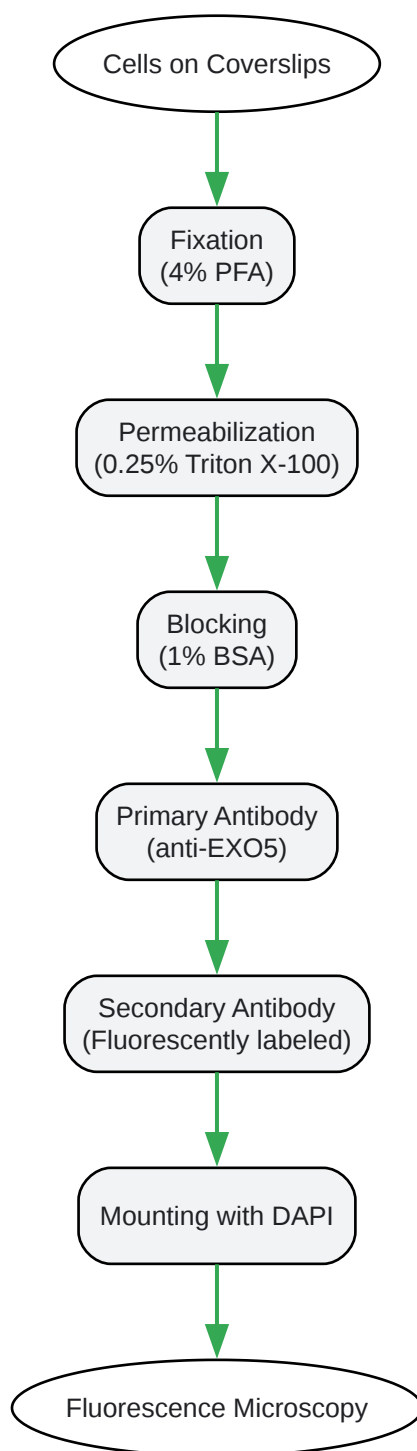 Cells on Coverslips
Fixation
(4% PFA)
Permeabilization
(0.25% Triton X-100)
Blocking
(1% BSA)
Primary Antibody
(anti-EXO5)
Secondary Antibody
(Fluorescently labeled)
Mounting with DAPI
Fluorescence Microscopy